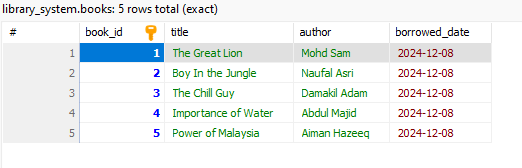 library_system.books: 5 rows total (exact)
# book_id title author borrowed_date
1 1 The Great Lion Mohd Sam 2024-12-08
2 2 Boy In the Jungle Naufal Asri 2024-12-08
3 3 The Chill Guy Damakil Adam 2024-12-08
4 4 Importance of Water Abdul Majid 2024-12-08
5 5 Power of Malaysia Aiman Hazeeq 2024-12-08